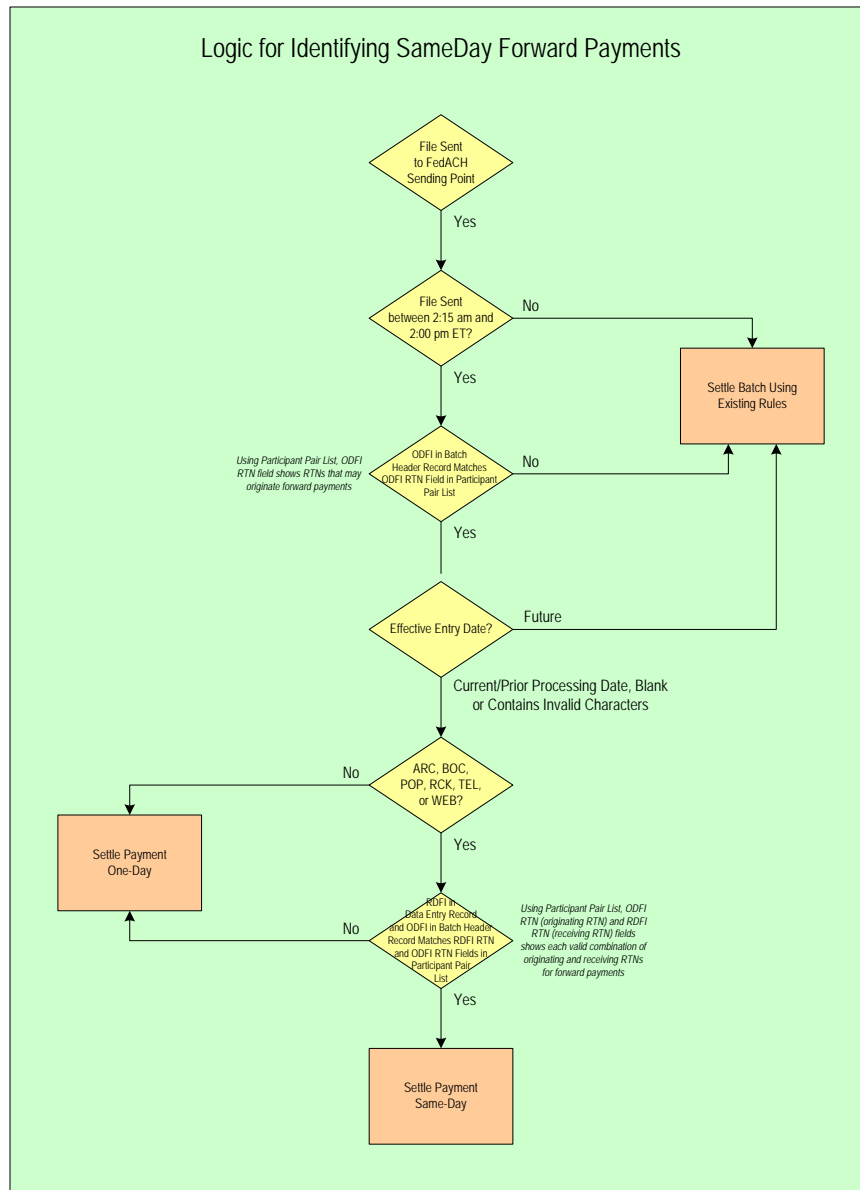 Logic for Identifying SameDay Forward Payments
File Sent
to FedACH
Sending Point
Yes
File Sent
between 2:15 am and
2:00 pm ET?
No
Yes
Settle Batch Using
Existing Rules
Using Participant Pair List, ODFI
RTN field shows RTNs that may
originate forward payments
ODFI in Batch
Header Record Matches
ODFI RTN Field in Participant
Pair List
No
Yes
Effective Entry Date?
Future
Current/Prior Processing Date, Blank
or Contains Invalid Characters
ARC, BOC,
POP, RCK, TEL,
or WEB?
No
Yes
Settle Payment
One-Day
RDFI in
Data Entry Record
and ODFI in Batch Header
Record Matches RDFI RTN
and ODFI RTN Fields in
Participant Pair
List
No
Using Participant Pair List, ODFI
RTN (originating RTN) and RDFI
RTN (receiving RTN) fields
shows each valid combination of
originating and receiving RTNs
for forward payments
Yes
Settle Payment
Same-Day